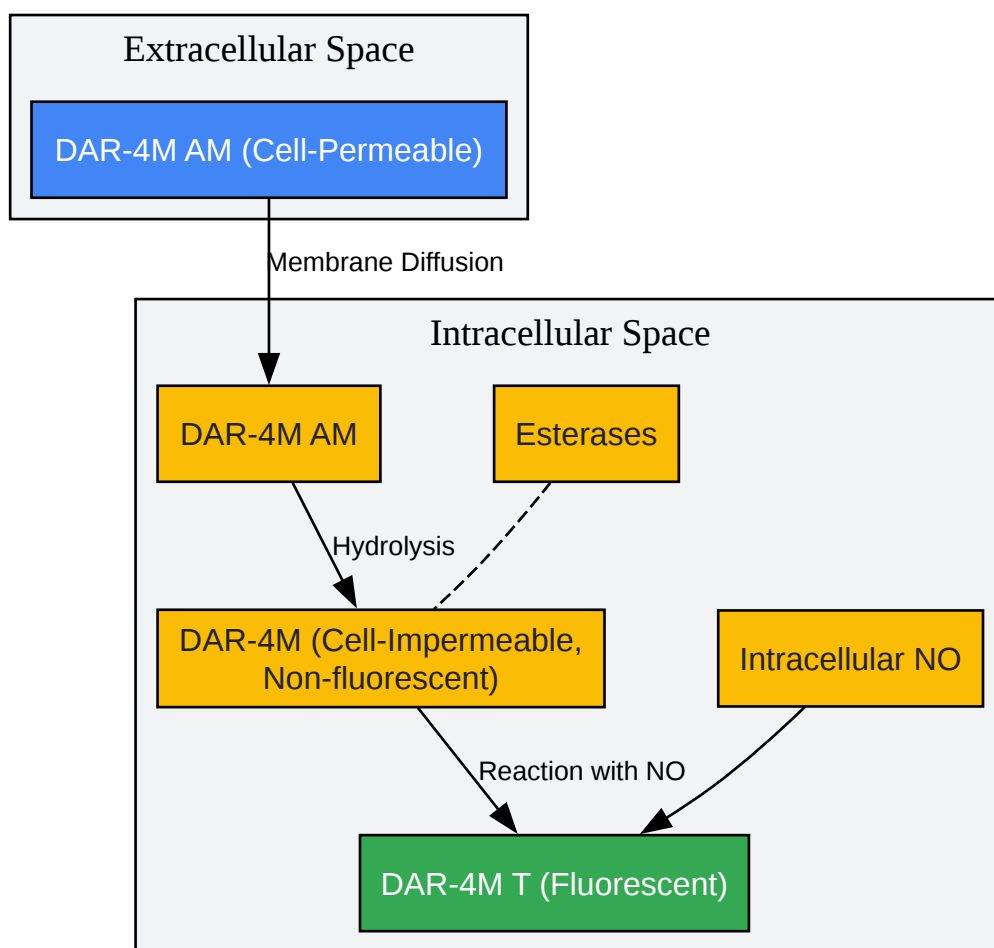 Extracellular Space
DAR-4M AM (Cell-Permeable)
Membrane Diffusion
Intracellular Space
DAR-4M AM
Esterases
Hydrolysis
DAR-4M (Cell-Impermeable,
Non-fluorescent)
Intracellular NO
Reaction with NO
DAR-4M T (Fluorescent)